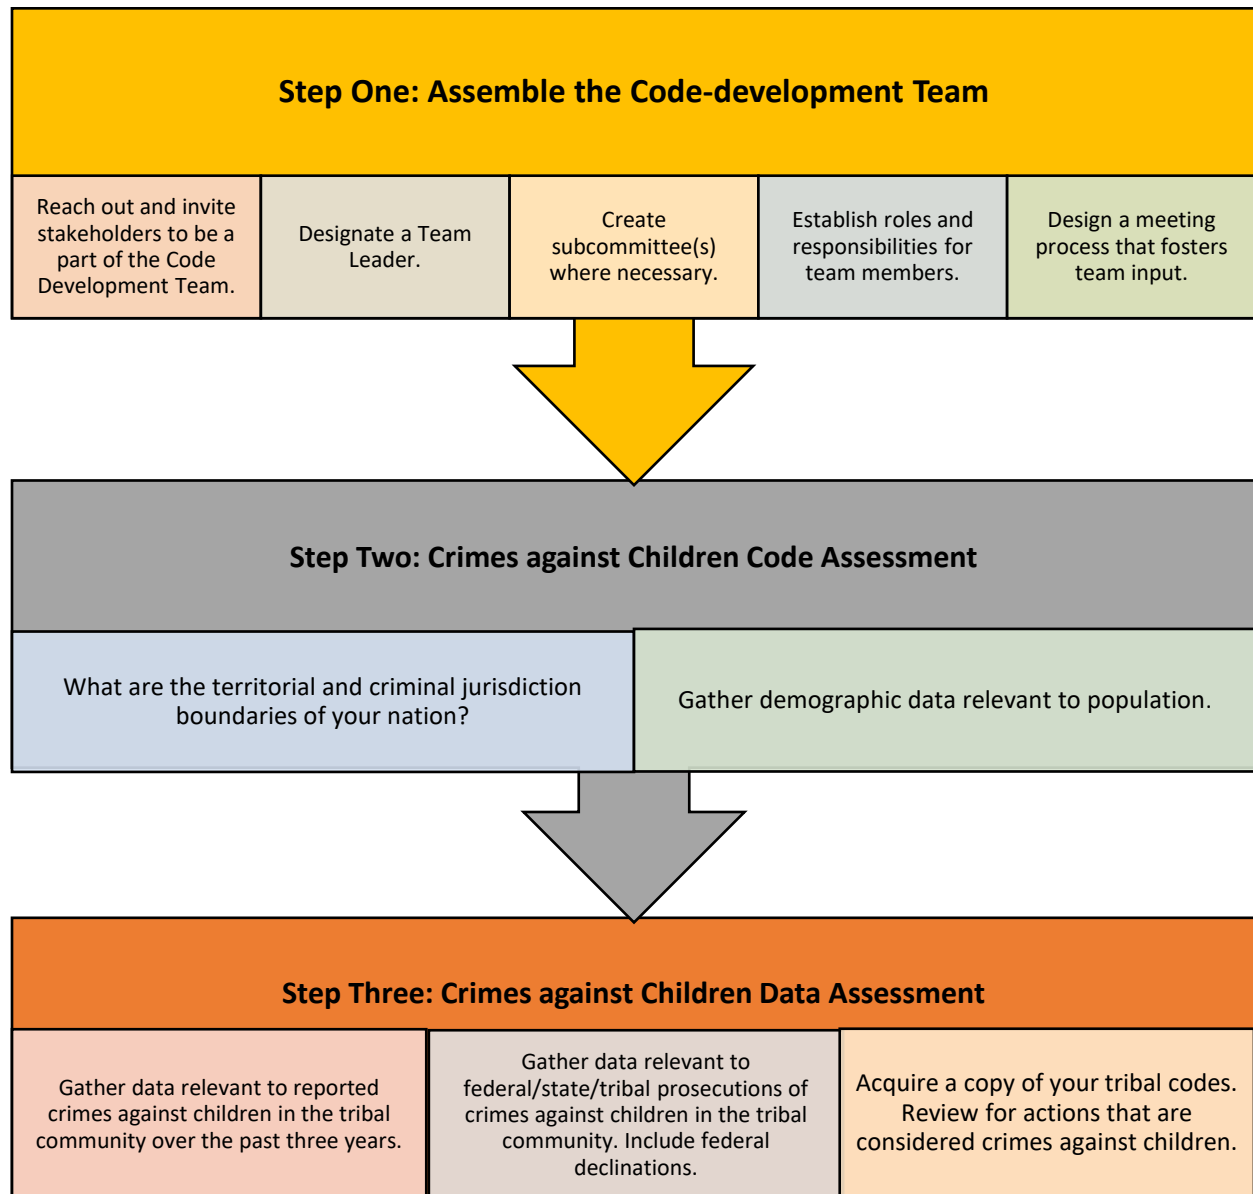 Step One: Assemble the Code-development Team
Reach out and invite
stakeholders to be a
part of the Code
Development Team.
Designate a Team
Leader.
Create
subcommittee(s)
where necessary.
Establish roles and
responsibilities for
team members.
Design a meeting
process that fosters
team input.
Step Two: Crimes against Children Code Assessment
What are the territorial and criminal jurisdiction
boundaries of your nation?
Gather demographic data relevant to population.
Step Three: Crimes against Children Data Assessment
Gather data relevant to reported
crimes against children in the tribal
community over the past three years.
Gather data relevant to
federal/state/tribal prosecutions of
crimes against children in the tribal
community. Include federal
declinations.
Acquire a copy of your tribal codes.
Review for actions that are
considered crimes against children.